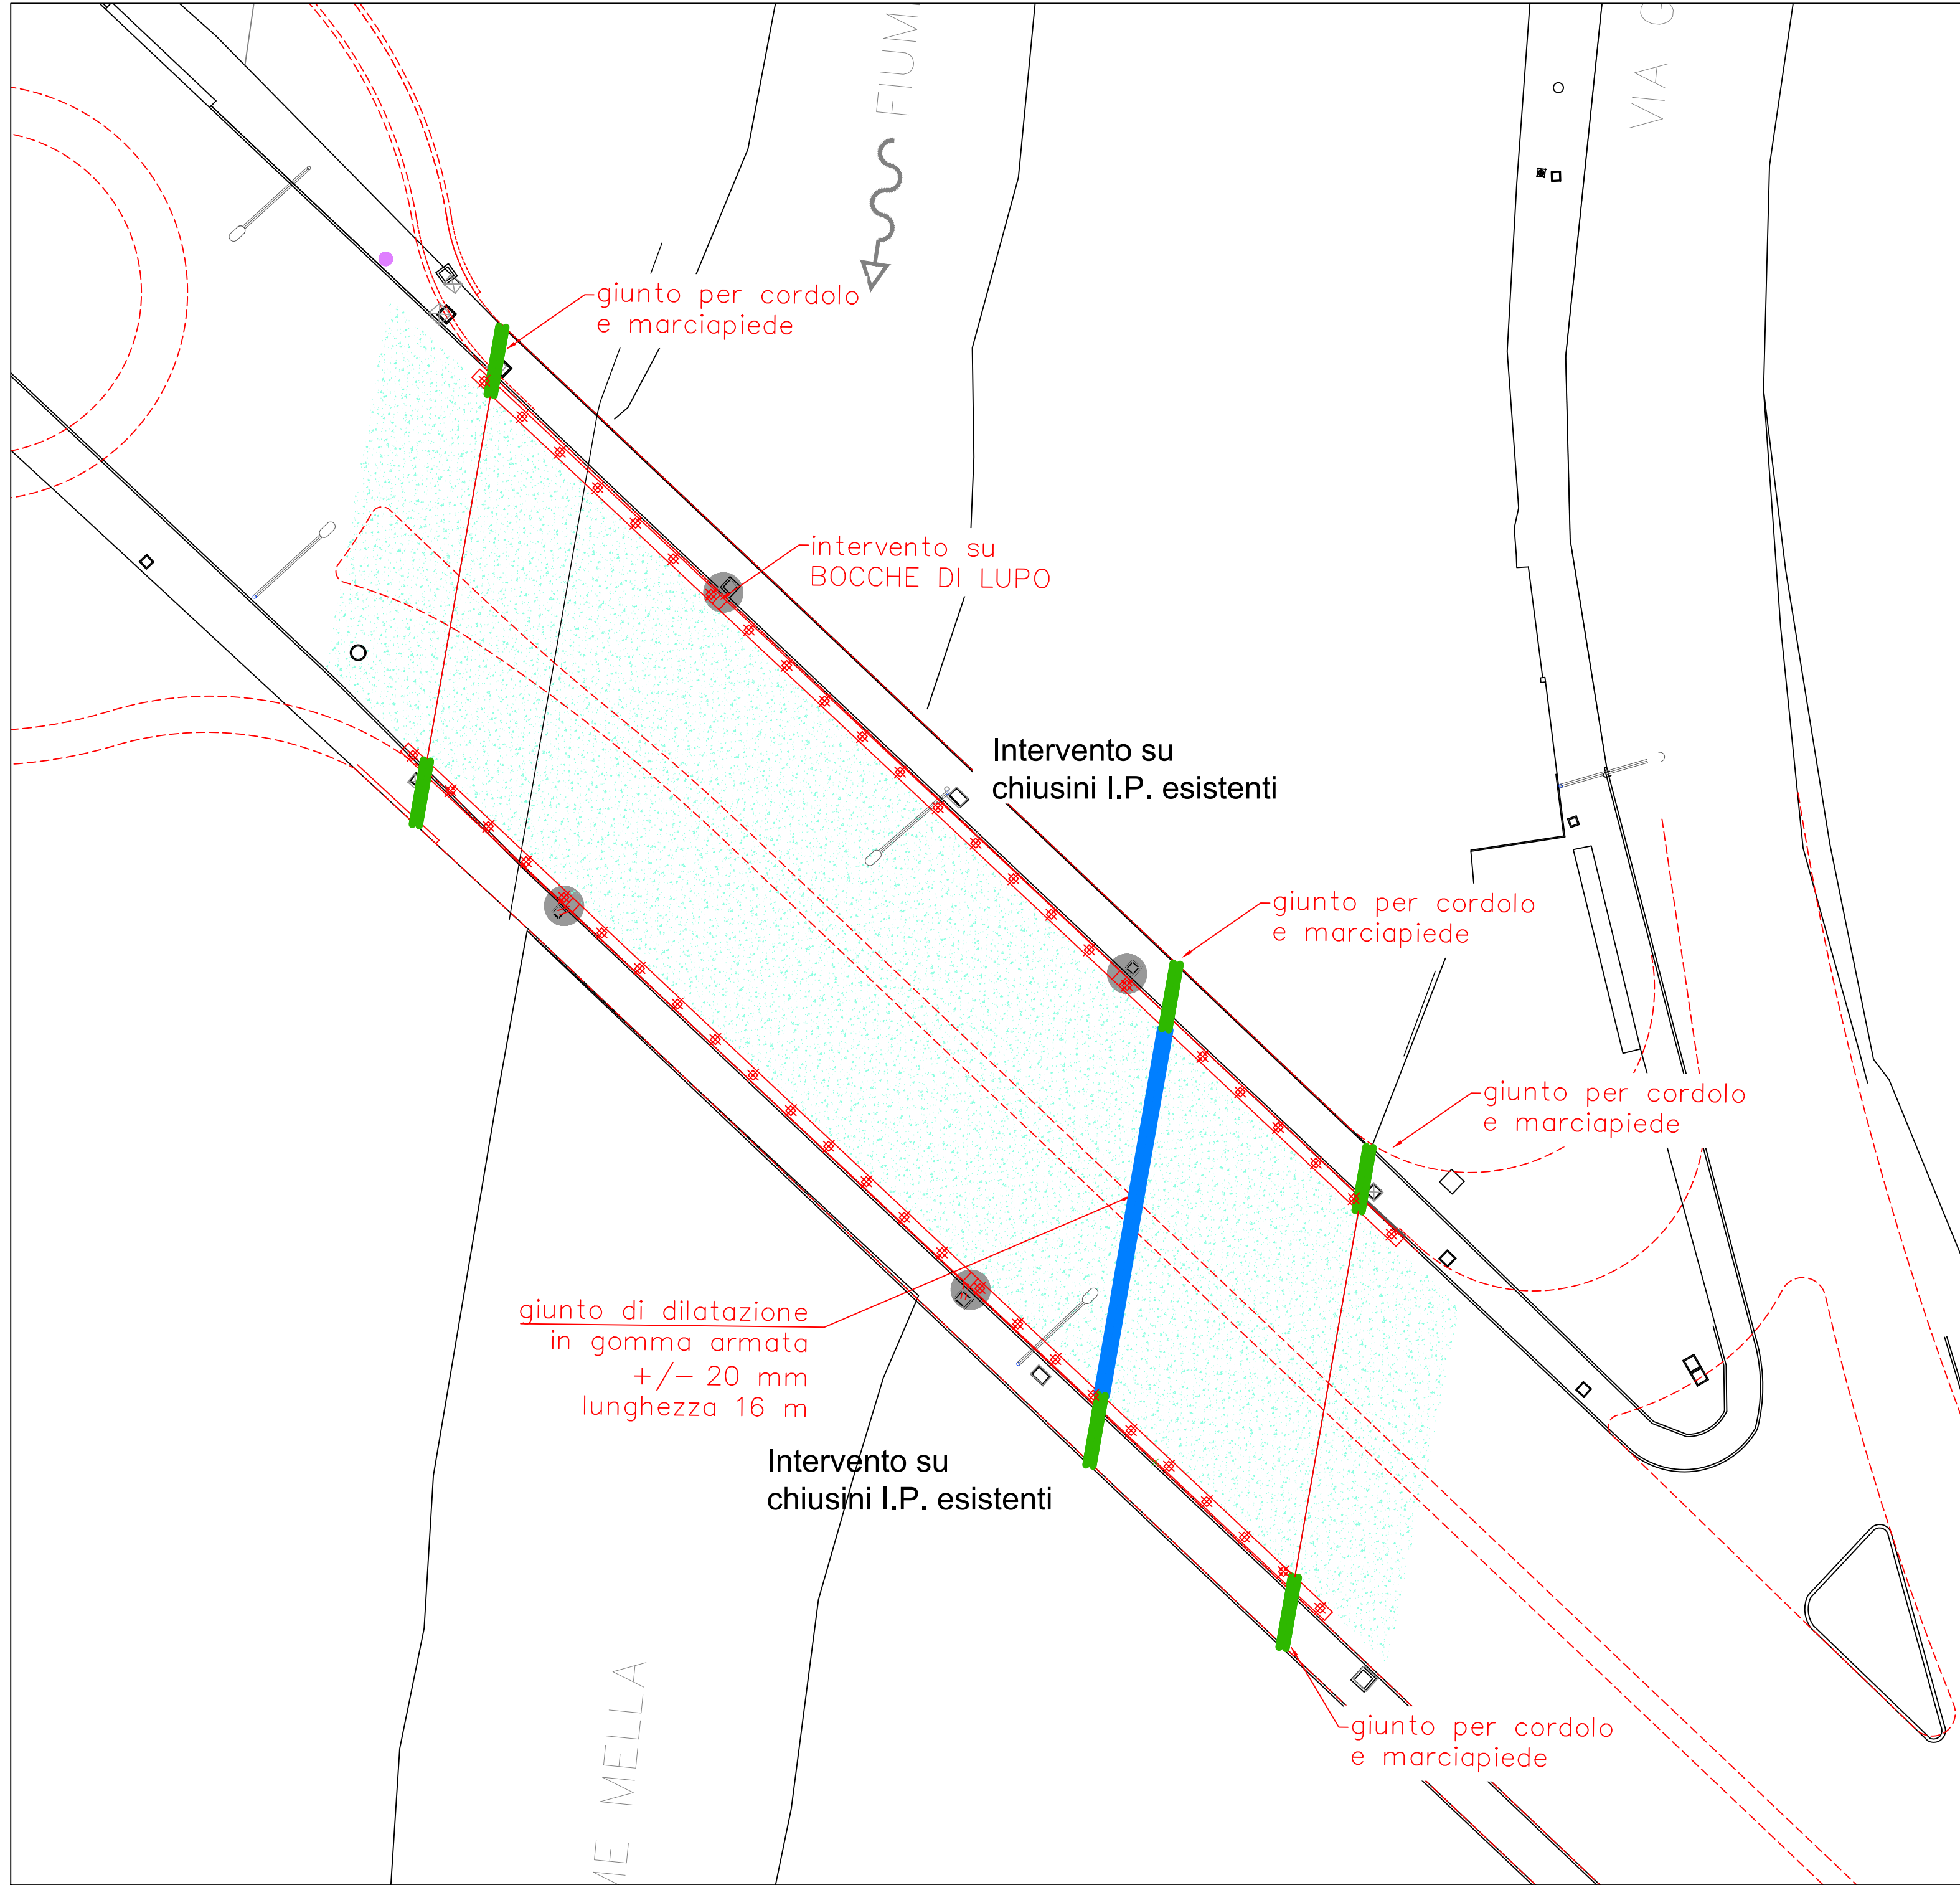 FIUM
VIA G
giunto per cordolo
e marciapiede
intervento su
BOCCHE DI LUPO
Intervento su
chiusini I.P. esistenti
giunto per cordolo
e marciapiede
giunto per cordolo
e marciapiede
giunto di dilatazione
in gomma armata
+/- 20 mm
lunghezza 16 m
Intervento su
chiusini I.P. esistenti
ME MELLA
giunto per cordolo
e marciapiede